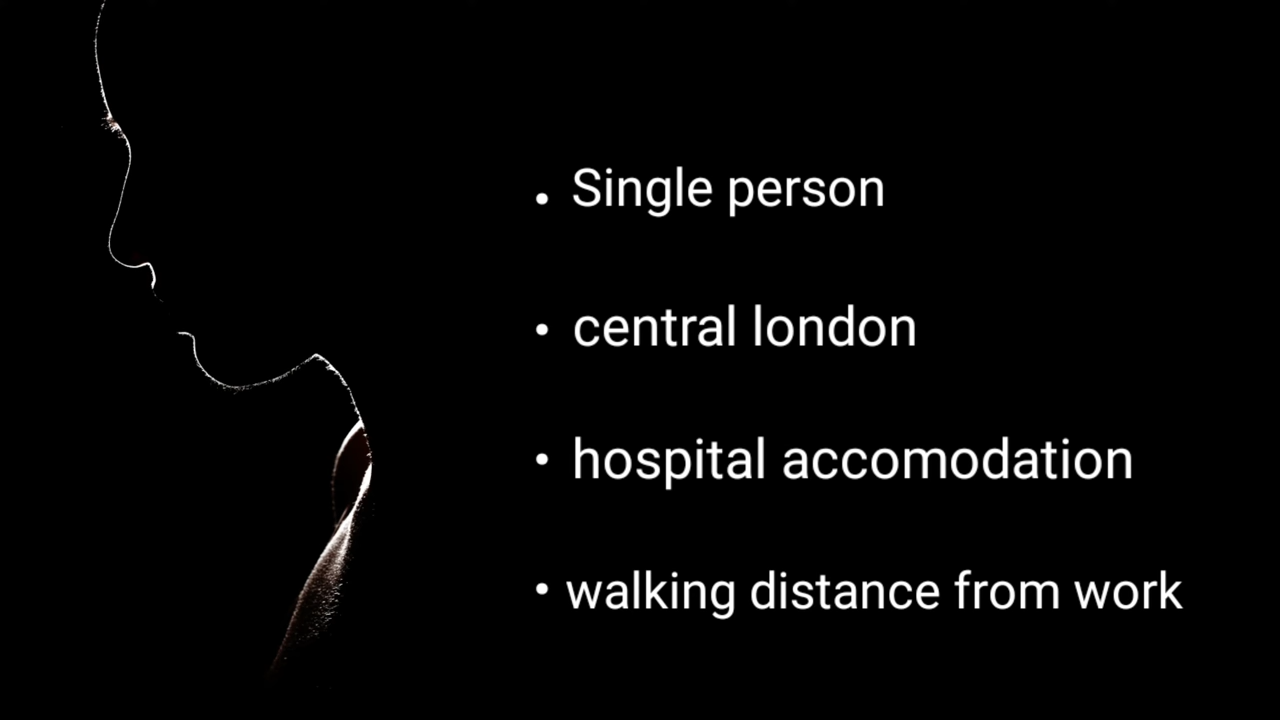 • Single person
• central london
• hospital accomodation
• walking distance from work